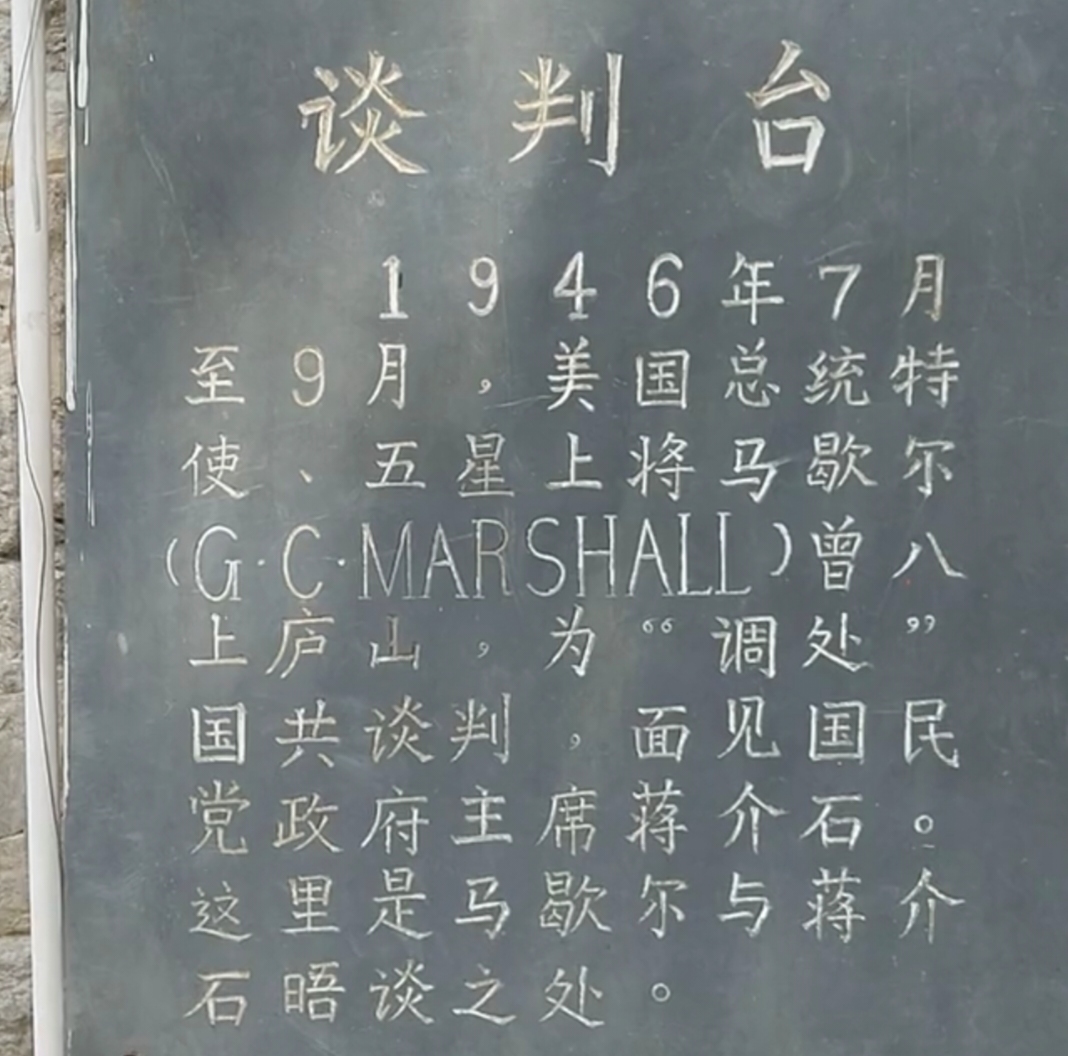 谈判台
1946年7月
至9月，美国总统特
使、五星上将马歇尔
(G·C·MARSHALL)曾八
上庐山，为“调处”
国共谈判，面见国民
党政府主席蒋介石。
这里是马歇尔与蒋介
石晤谈之处。